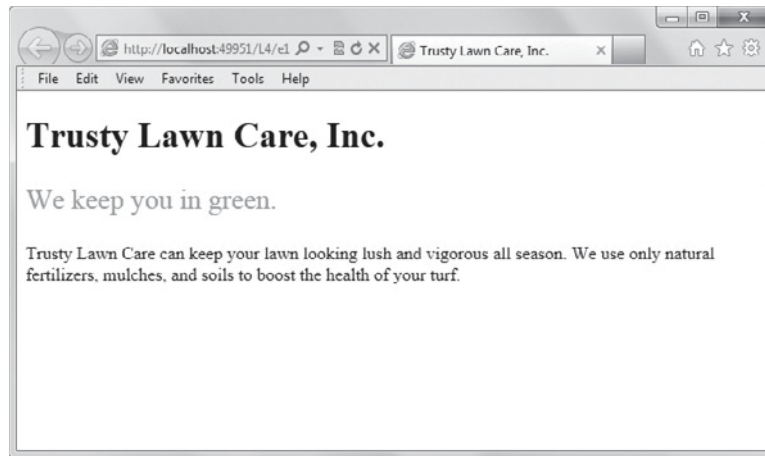 http://localhost:49951/L4/e1
Trusty Lawn Care, Inc.
File Edit View Favorites Tools Help
Trusty Lawn Care, Inc.
We keep you in green.
Trusty Lawn Care can keep your lawn looking lush and vigorous all season. We use only natural
fertilizers, mulches, and soils to boost the health of your turf.